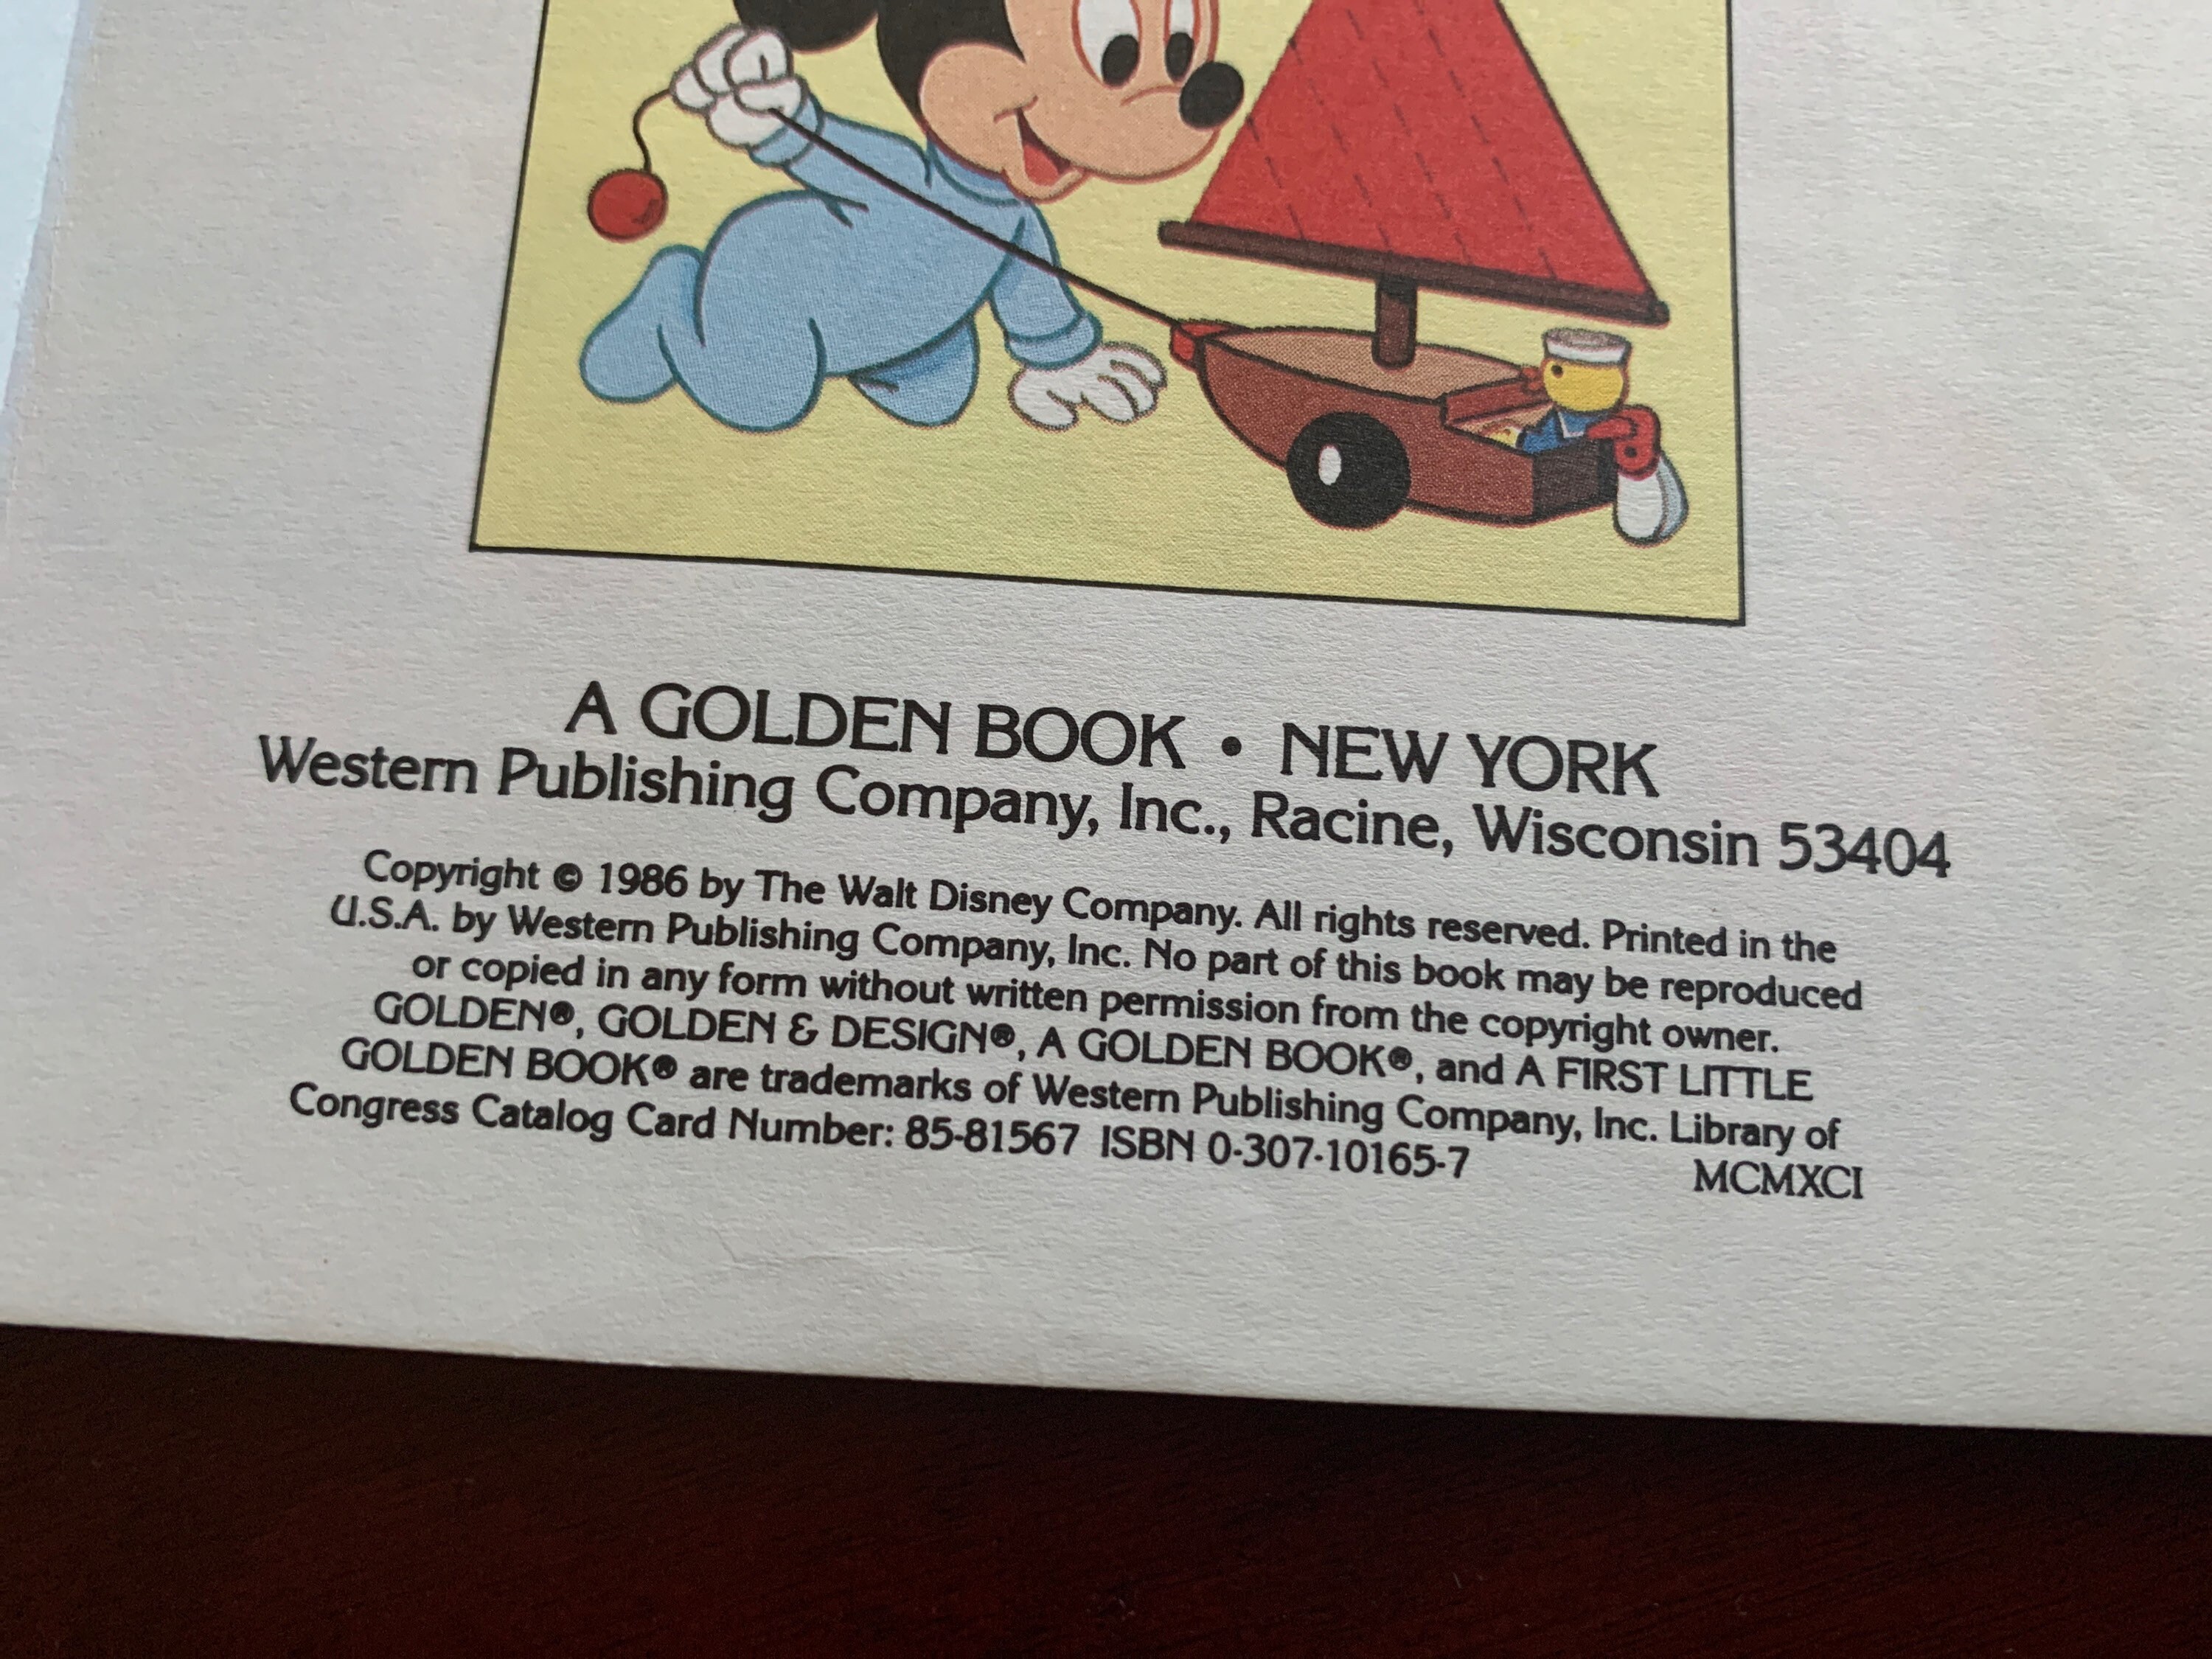 A GOLDEN BOOK • NEW YORK
Western Publishing Company, Inc., Racine, Wisconsin 53404
Copyright © 1986 by The Walt Disney Company. All rights reserved. Printed in the
U.S.A. by Western Publishing Company, Inc. No part of this book may be reproduced
or copied in any form without written permission from the copyright owner.
GOLDEN®, GOLDEN & DESIGN®, A GOLDEN BOOK®, and A FIRST LITTLE
GOLDEN BOOK® are trademarks of Western Publishing Company, Inc. Library of
Congress Catalog Card Number: 85-81567 ISBN 0-307-10165-7
MCMXCI